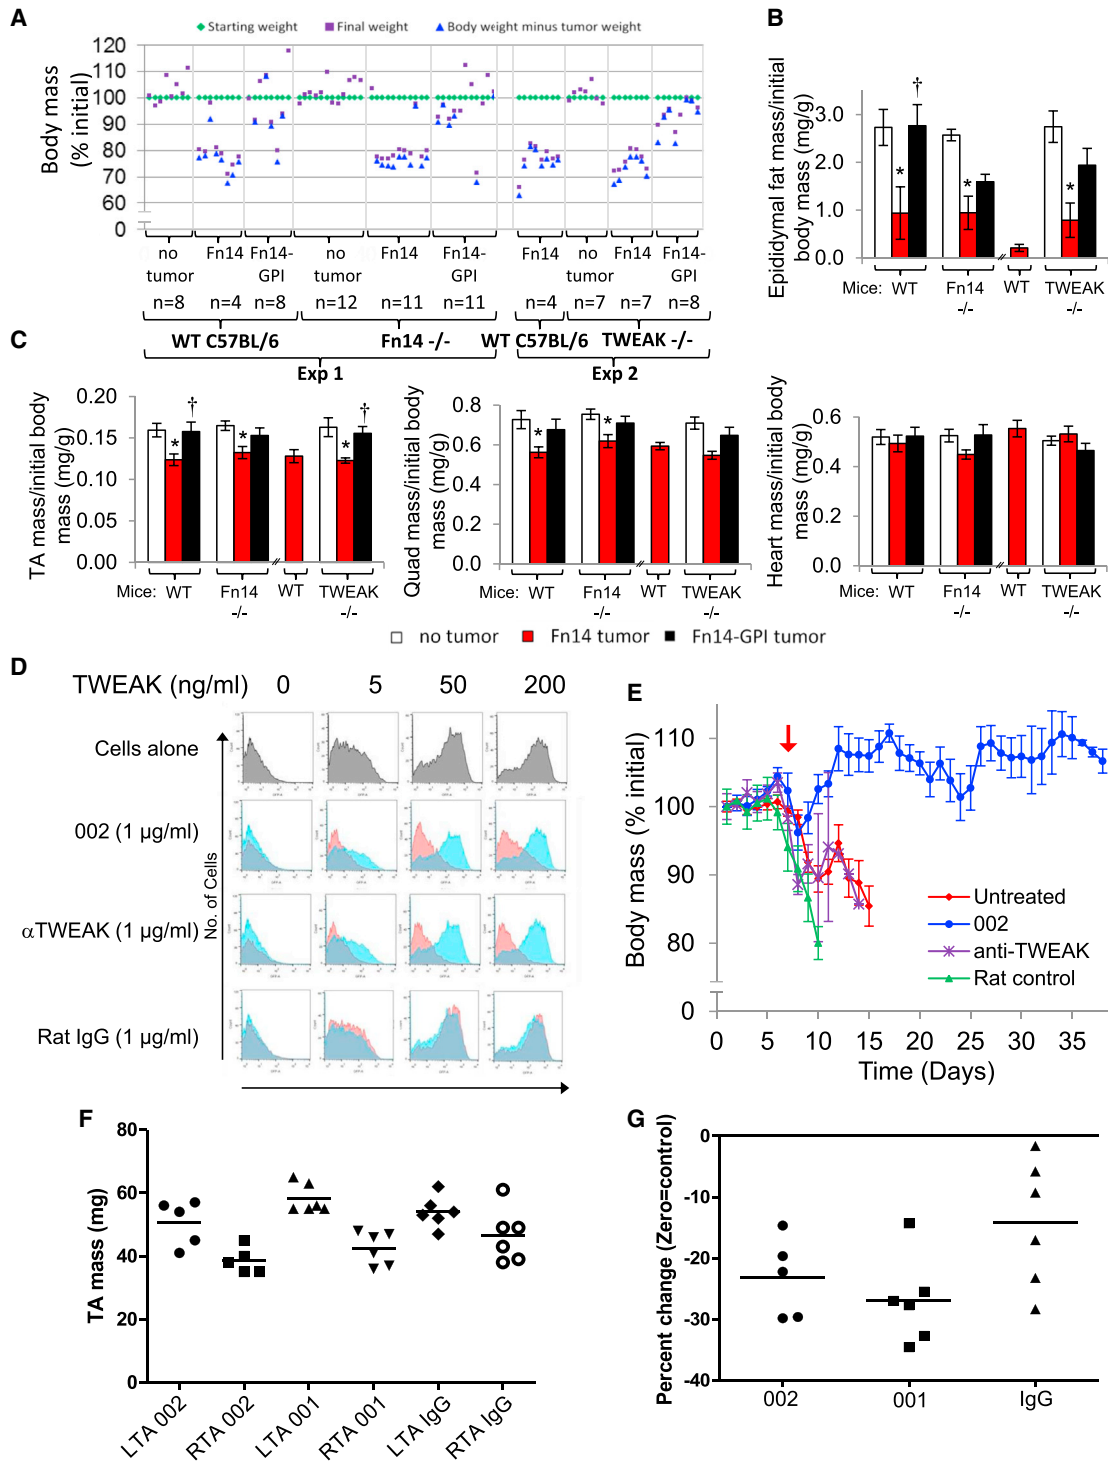 A
Starting weight Final weight Body weight minus tumor weight
Body mass
(% initial)
120
110
100
90
80
70
60
0
no tumor Fn14 Fn14-GPI no tumor Fn14 Fn14-GPI Fn14 no tumor Fn14 Fn14-GPI
n=8 n=4 n=8 n=12 n=11 n=11 n=4 n=7 n=7 n=8
WT C57BL/6 Fn14 -/- WT C57BL/6 TWEAK -/-
Exp 1 Exp 2
B
Epididymal fat mass/initial
body mass (mg/g)
3.0
2.0
1.0
0.0
* † * *
Mice: WT Fn14 -/- WT TWEAK -/-
C
TA mass/initial body
mass (mg/g)
0.20
0.15
0.10
0.05
0.00
* † * * †
Mice: WT Fn14 -/- WT TWEAK -/-
Quad mass/initial body
mass (mg/g)
0.8
0.6
0.4
0.2
0.0
* *
Mice: WT Fn14 -/- WT TWEAK -/-
Heart mass/initial body
mass (mg/g)
0.6
0.4
0.2
0.0
Mice: WT Fn14 -/- WT TWEAK -/-
no tumor Fn14 tumor Fn14-GPI tumor
D
TWEAK (ng/ml) 0 5 50 200
Cells alone
002 (1 µg/ml)
αTWEAK (1 µg/ml)
Rat IgG (1 µg/ml)
No. of Cells
E
Body mass (% initial)
110
100
90
80
0
0 5 10 15 20 25 30 35
Time (Days)
Untreated
002
anti-TWEAK
Rat control
F
TA mass (mg)
80
60
40
20
0
LTA 002 RTA 002 LTA 001 RTA 001 LTA IgG RTA IgG
G
Percent change (Zero=control)
0
-10
-20
-30
-40
002 001 IgG